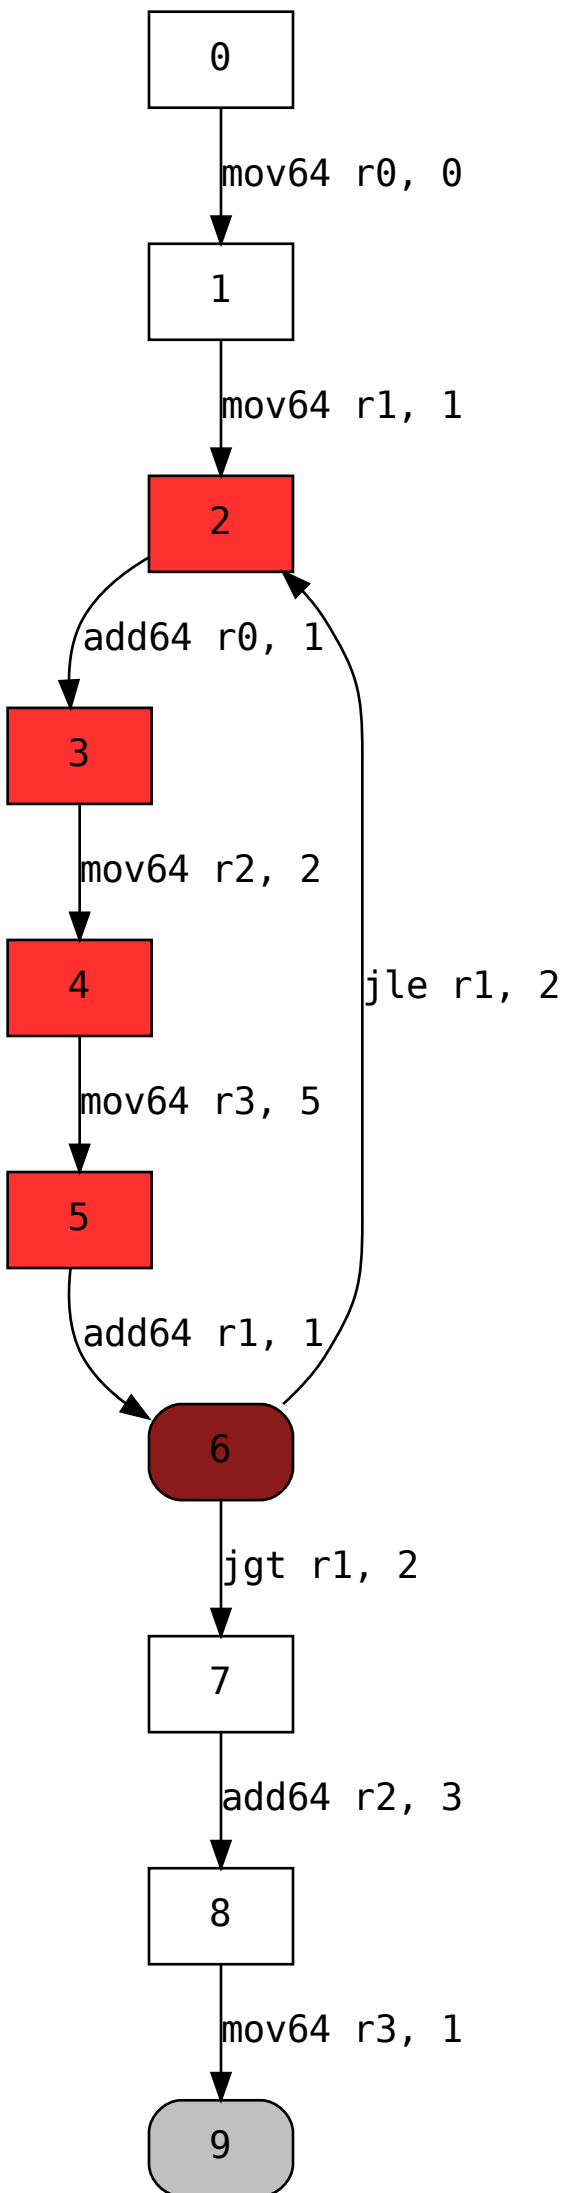 0
mov64 r0, 0
1
mov64 r1, 1
2
add64 r0, 1
3
mov64 r2, 2
4
jle r1, 2
mov64 r3, 5
5
add64 r1, 1
6
jgt r1, 2
7
add64 r2, 3
8
mov64 r3, 1
9